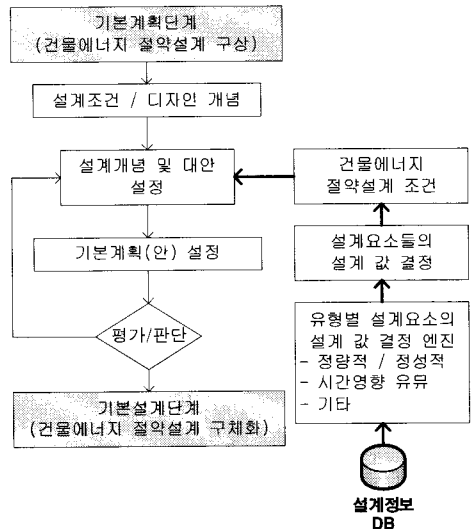 기본계획단계
(건물에너지 절약설계 구상)
설계조건 / 디자인 개념
설계개념 및 대안
설정
기본계획(안) 설정
평가/판단
기본설계단계
(건물에너지 절약설계 구체화)
건물에너지
절약설계 조건
설계요소들의
설계 값 결정
유형별 설계요소의
설계 값 결정 엔진
- 정량적 / 정성적
- 시간영향 유뮤
- 기타
설계정보
DB